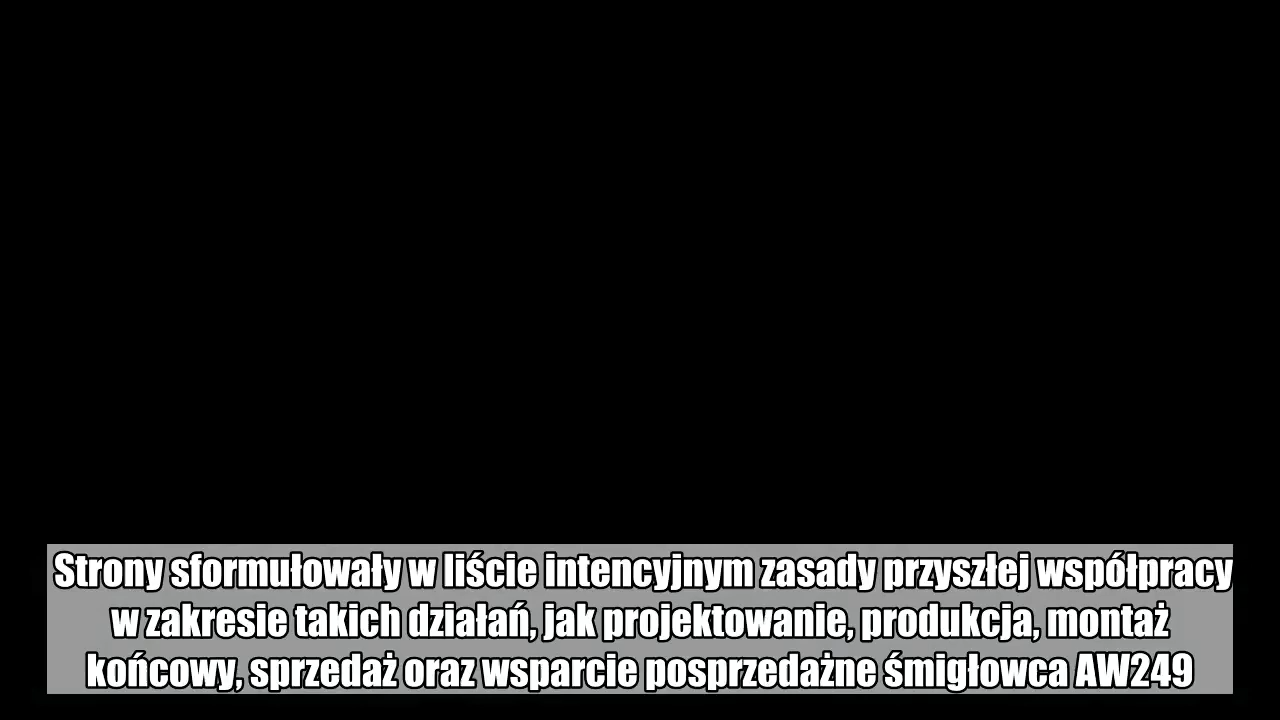 Strony sformułowały w liście intencyjnym zasady przyszłej współpracy
w zakresie takich działań, jak projektowanie, produkcja, montaż
końcowy, sprzedaż oraz wsparcie posprzedażne śmigłowca AW249